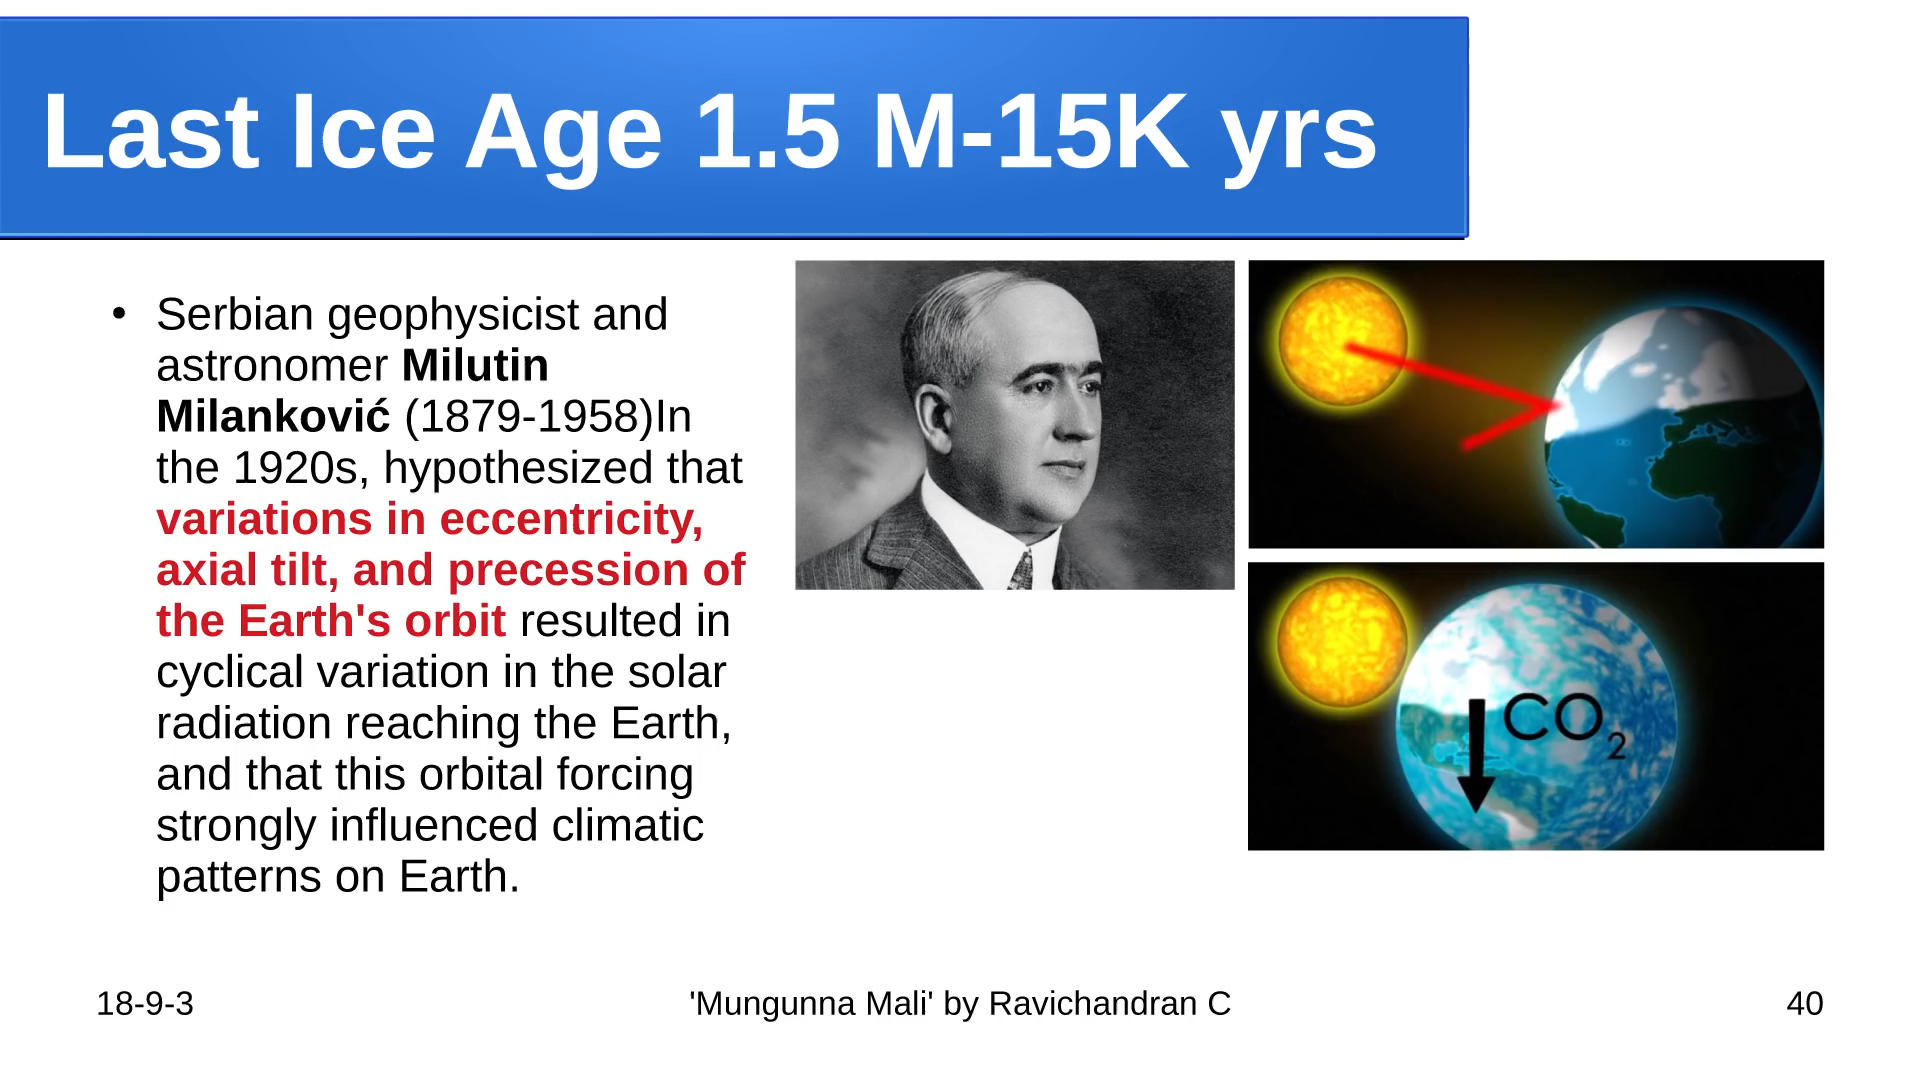 Last Ice Age 1.5 M-15K yrs
• Serbian geophysicist and
astronomer Milutin
Milanković (1879-1958)In
the 1920s, hypothesized that
variations in eccentricity,
axial tilt, and precession of
the Earth's orbit resulted in
cyclical variation in the solar
radiation reaching the Earth,
and that this orbital forcing
strongly influenced climatic
patterns on Earth.
CO2
18-9-3
'Mungunna Mali' by Ravichandran C
40